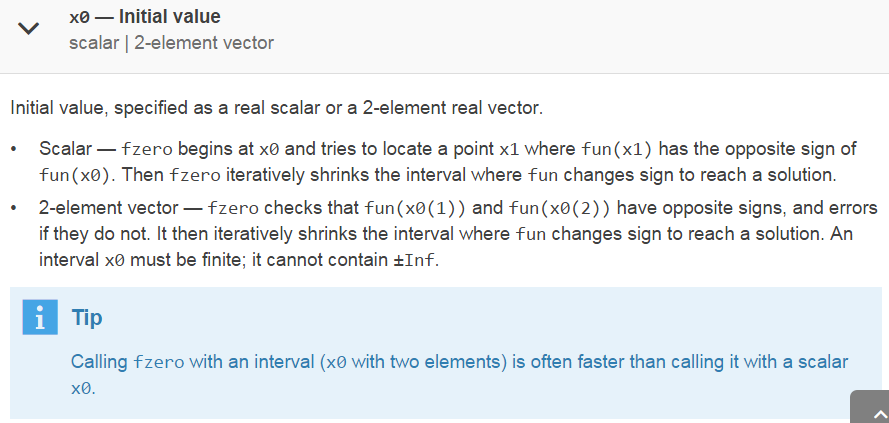 x0 — Initial value
scalar | 2-element vector
Initial value, specified as a real scalar or a 2-element real vector.
• Scalar — fzero begins at x0 and tries to locate a point x1 where fun(x1) has the opposite sign of
fun(x0). Then fzero iteratively shrinks the interval where fun changes sign to reach a solution.
• 2-element vector — fzero checks that fun(x0(1)) and fun(x0(2)) have opposite signs, and errors
if they do not. It then iteratively shrinks the interval where fun changes sign to reach a solution. An
interval x0 must be finite; it cannot contain ±Inf.
i Tip
Calling fzero with an interval (x0 with two elements) is often faster than calling it with a scalar
x0.